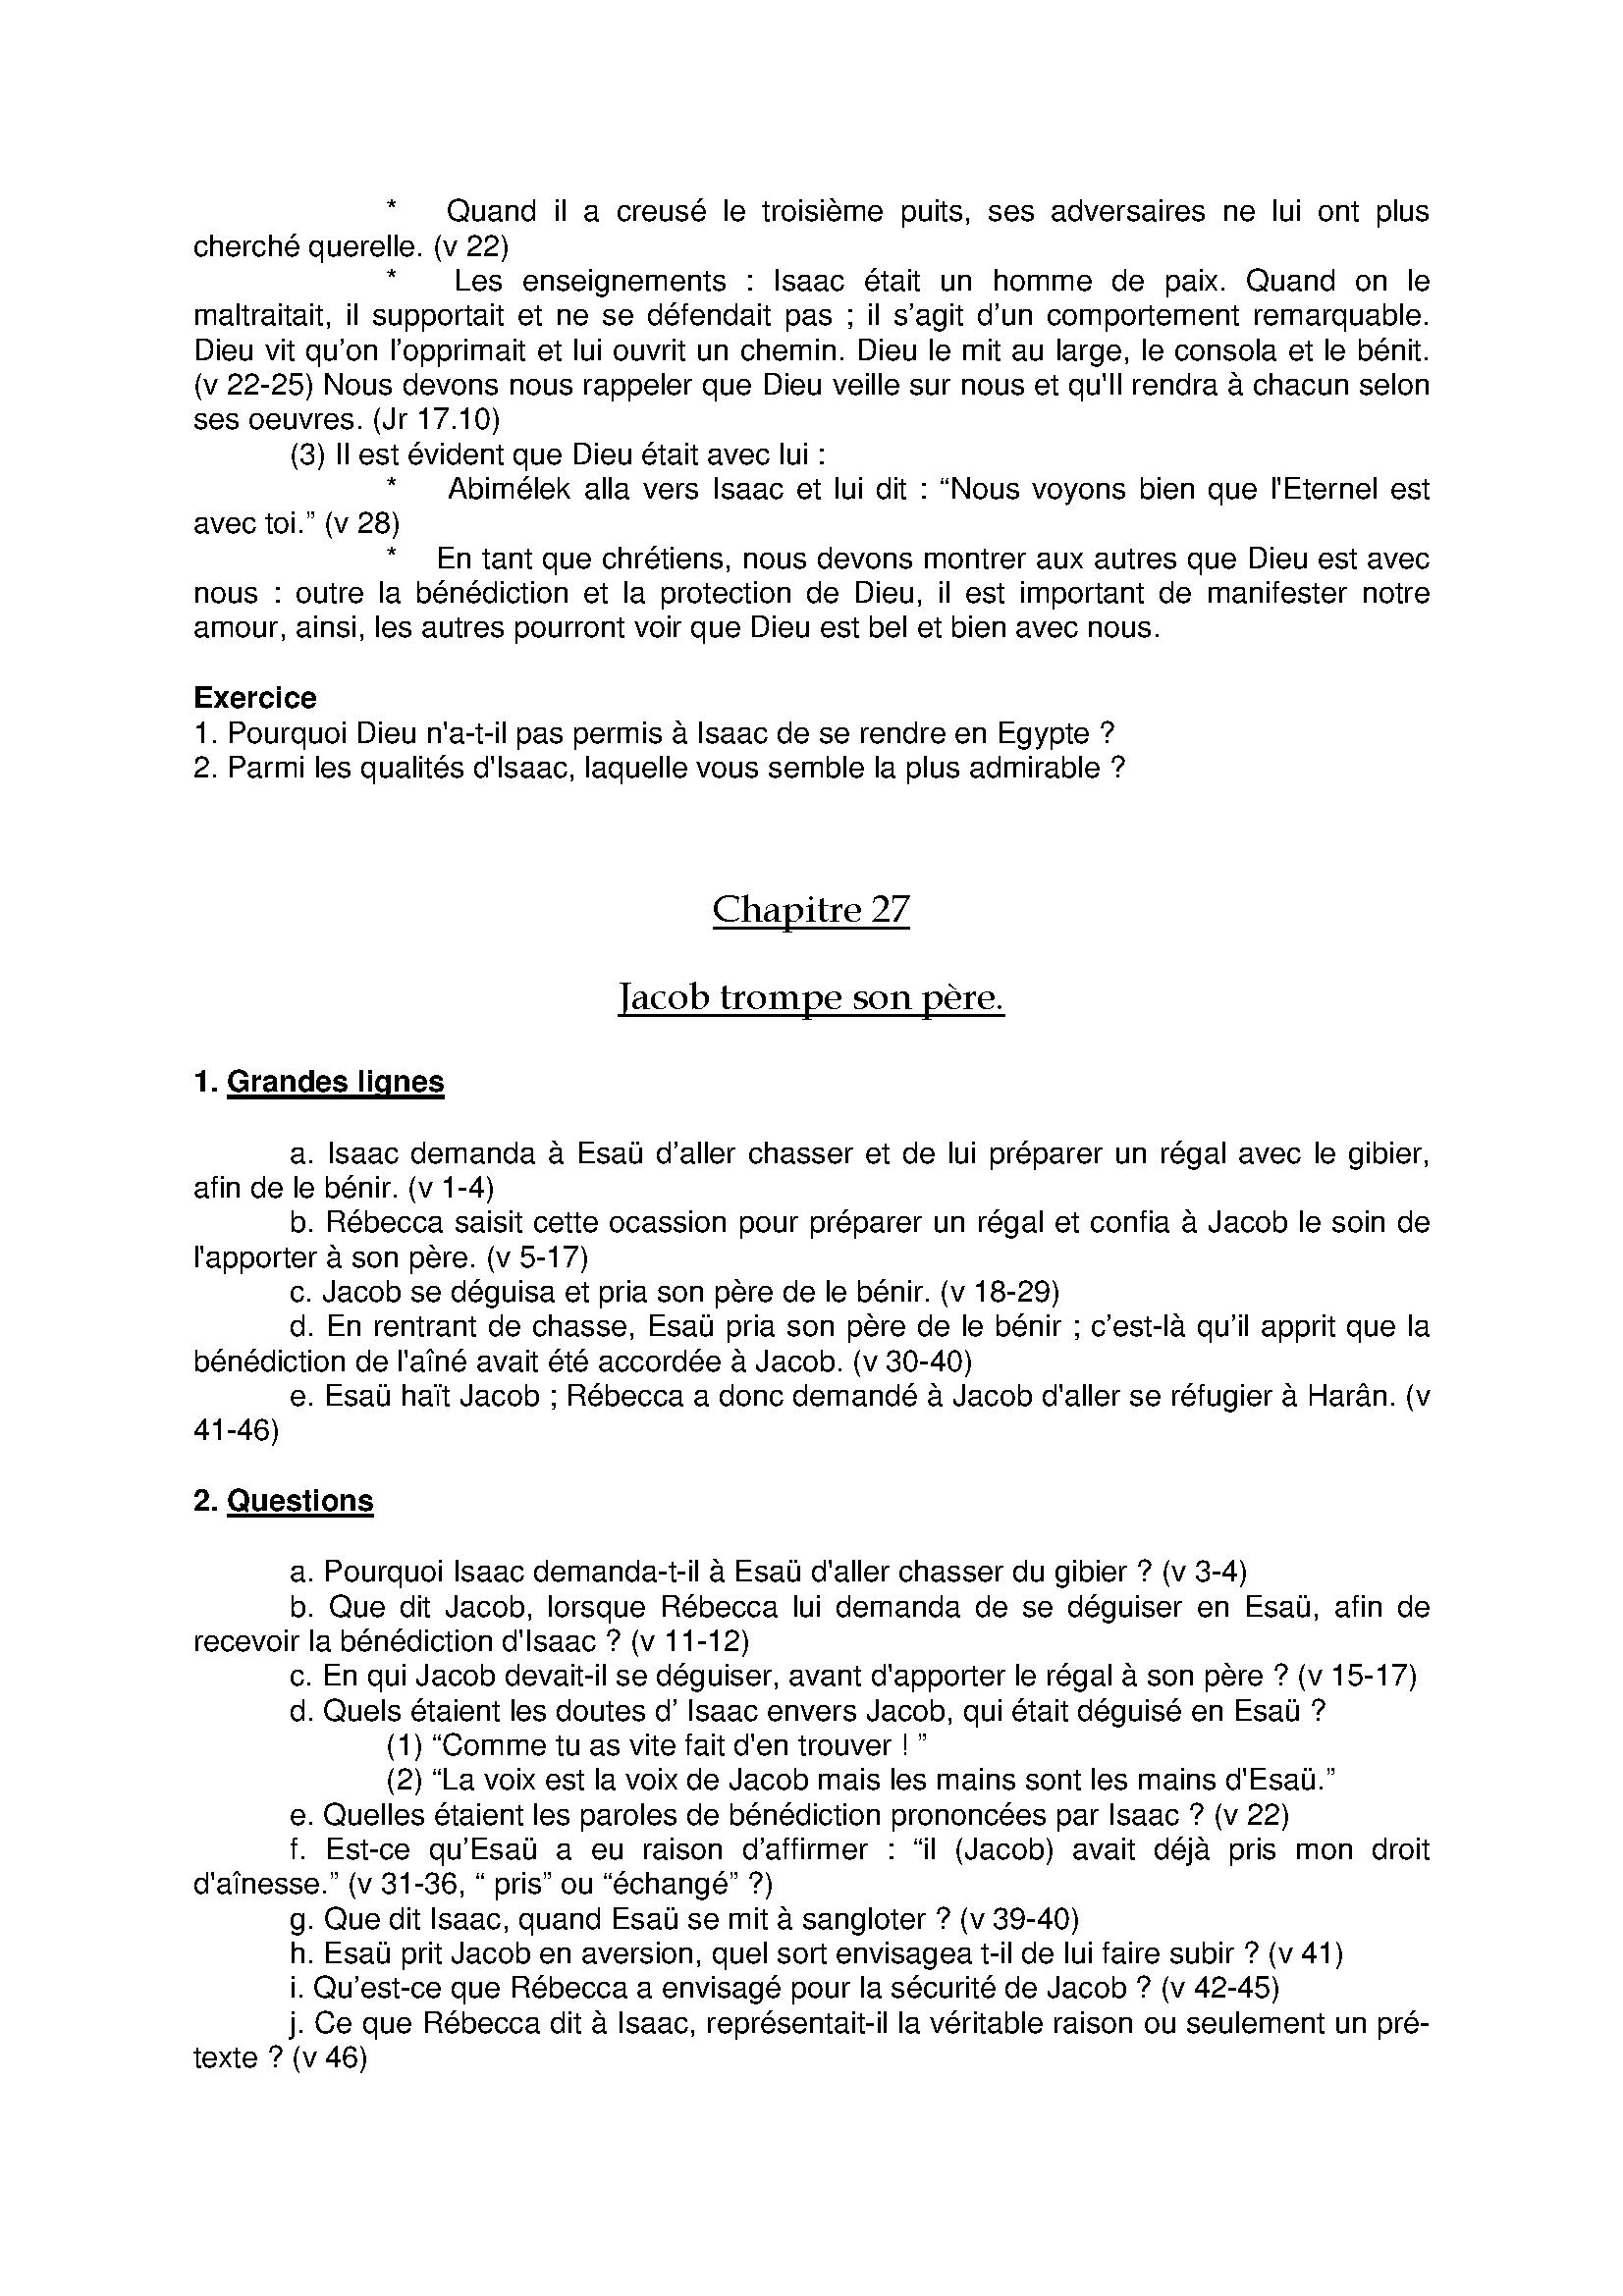 * Quand il a creusé le troisième puits, ses adversaires ne lui ont plus
cherché querelle. (v 22)
* Les enseignements : Isaac était un homme de paix. Quand on le
maltraitait, il supportait et ne se défendait pas ; il s’agit d’un comportement remarquable.
Dieu vit qu’on l’opprimait et lui ouvrit un chemin. Dieu le mit au large, le consola et le bénit.
(v 22-25) Nous devons nous rappeler que Dieu veille sur nous et qu'Il rendra à chacun selon
ses oeuvres. (Jr 17.10)
(3) Il est évident que Dieu était avec lui :
* Abimélek alla vers Isaac et lui dit : “Nous voyons bien que l'Eternel est
avec toi.” (v 28)
* En tant que chrétiens, nous devons montrer aux autres que Dieu est avec
nous : outre la bénédiction et la protection de Dieu, il est important de manifester notre
amour, ainsi, les autres pourront voir que Dieu est bel et bien avec nous.
Exercice
1. Pourquoi Dieu n'a-t-il pas permis à Isaac de se rendre en Egypte ?
2. Parmi les qualités d'Isaac, laquelle vous semble la plus admirable ?
Chapitre 27
Jacob trompe son père.
1. Grandes lignes
a. Isaac demanda à Esaü d’aller chasser et de lui préparer un régal avec le gibier,
afin de le bénir. (v 1-4)
b. Rébecca saisit cette ocassion pour préparer un régal et confia à Jacob le soin de
l'apporter à son père. (v 5-17)
c. Jacob se déguisa et pria son père de le bénir. (v 18-29)
d. En rentrant de chasse, Esaü pria son père de le bénir ; c’est-là qu’il apprit que la
bénédiction de l'aîné avait été accordée à Jacob. (v 30-40)
e. Esaü haït Jacob ; Rébecca a donc demandé à Jacob d'aller se réfugier à Harân. (v
41-46)
2. Questions
a. Pourquoi Isaac demanda-t-il à Esaü d'aller chasser du gibier ? (v 3-4)
b. Que dit Jacob, lorsque Rébecca lui demanda de se déguiser en Esaü, afin de
recevoir la bénédiction d'Isaac ? (v 11-12)
c. En qui Jacob devait-il se déguiser, avant d'apporter le régal à son père ? (v 15-17)
d. Quels étaient les doutes d’ Isaac envers Jacob, qui était déguisé en Esaü ?
(1) “Comme tu as vite fait d'en trouver ! ”
(2) “La voix est la voix de Jacob mais les mains sont les mains d'Esaü.”
e. Quelles étaient les paroles de bénédiction prononcées par Isaac ? (v 22)
f. Est-ce qu’Esaü a eu raison d’affirmer : “il (Jacob) avait déjà pris mon droit
d'aînesse.” (v 31-36, “ pris” ou “échangé” ?)
g. Que dit Isaac, quand Esaü se mit à sangloter ? (v 39-40)
h. Esaü prit Jacob en aversion, quel sort envisagea t-il de lui faire subir ? (v 41)
i. Qu’est-ce que Rébecca a envisagé pour la sécurité de Jacob ? (v 42-45)
j. Ce que Rébecca dit à Isaac, représentait-il la véritable raison ou seulement un pré-
texte ? (v 46)